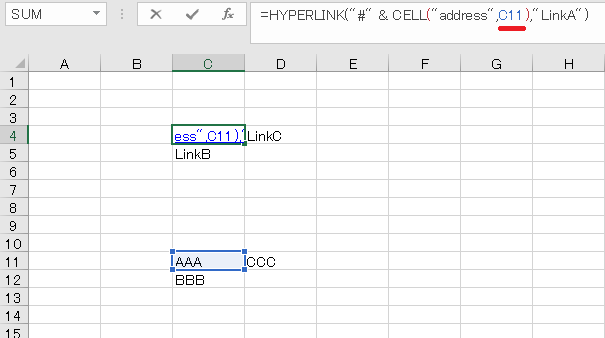 SUM =HYPERLINK("#" & CELL("address",C11),"LinkA")
A B C D E F G H
1
2
3
4 ess",C11)," LinkC
5 LinkB
6
7
8
9
10
11 AAA CCC
12 BBB
13
14
15